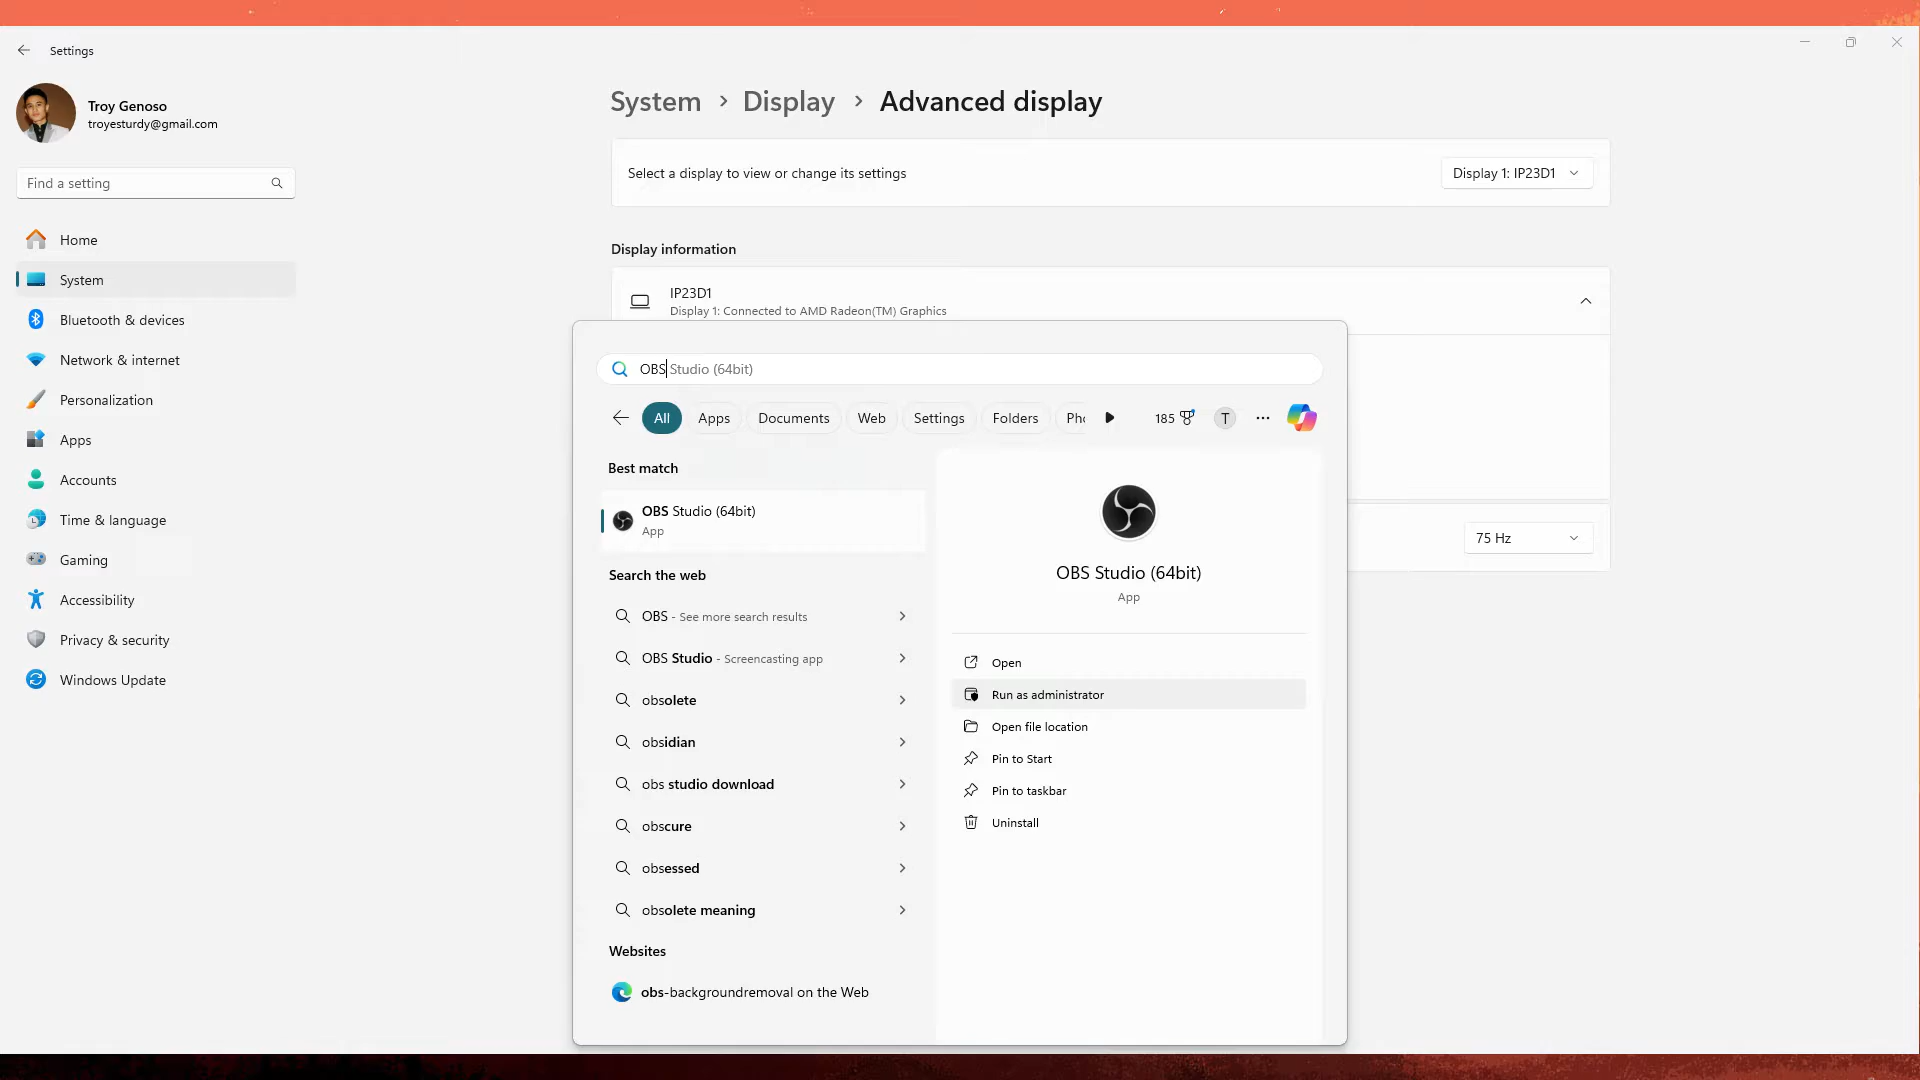 Settings
Troy Genoso
troyesturdy@gmail.com
Find a setting
Home
System
Bluetooth & devices
Network & internet
Personalization
Apps
Accounts
Time & language
Gaming
Accessibility
Privacy & security
Windows Update
System > Display > Advanced display
Select a display to view or change its settings
Display 1: IP23D1
Display information
IP23D1
Display 1: Connected to AMD Radeon(TM) Graphics
75 Hz
OBS Studio (64bit)
All Apps Documents Web Settings Folders Pho 185 T ...
Best match
OBS Studio (64bit)
App
Search the web
OBS - See more search results
OBS Studio - Screencasting app
obsolete
obsidian
obs studio download
obscure
obsessed
obsolete meaning
Websites
obs-backgroundremoval on the Web
OBS Studio (64bit)
App
Open
Run as administrator
Open file location
Pin to Start
Pin to taskbar
Uninstall